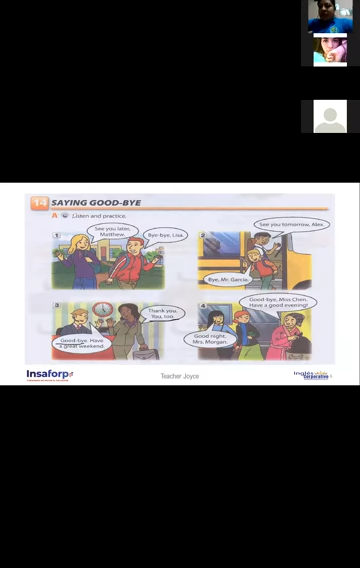 14 SAYING GOOD-BYE
A Listen and practice.
1
See you later,
Matthew.
Bye-bye, Lisa.
2
See you tomorrow, Alex.
Bye, Mr. Garcia.
3
Thank you.
You, too.
Good-bye. Have
a great weekend.
4
Good-bye, Miss Chen.
Have a good evening!
Good night,
Mrs. Morgan.
Insaforp
Teacher Joyce
Inglés
Corporativo